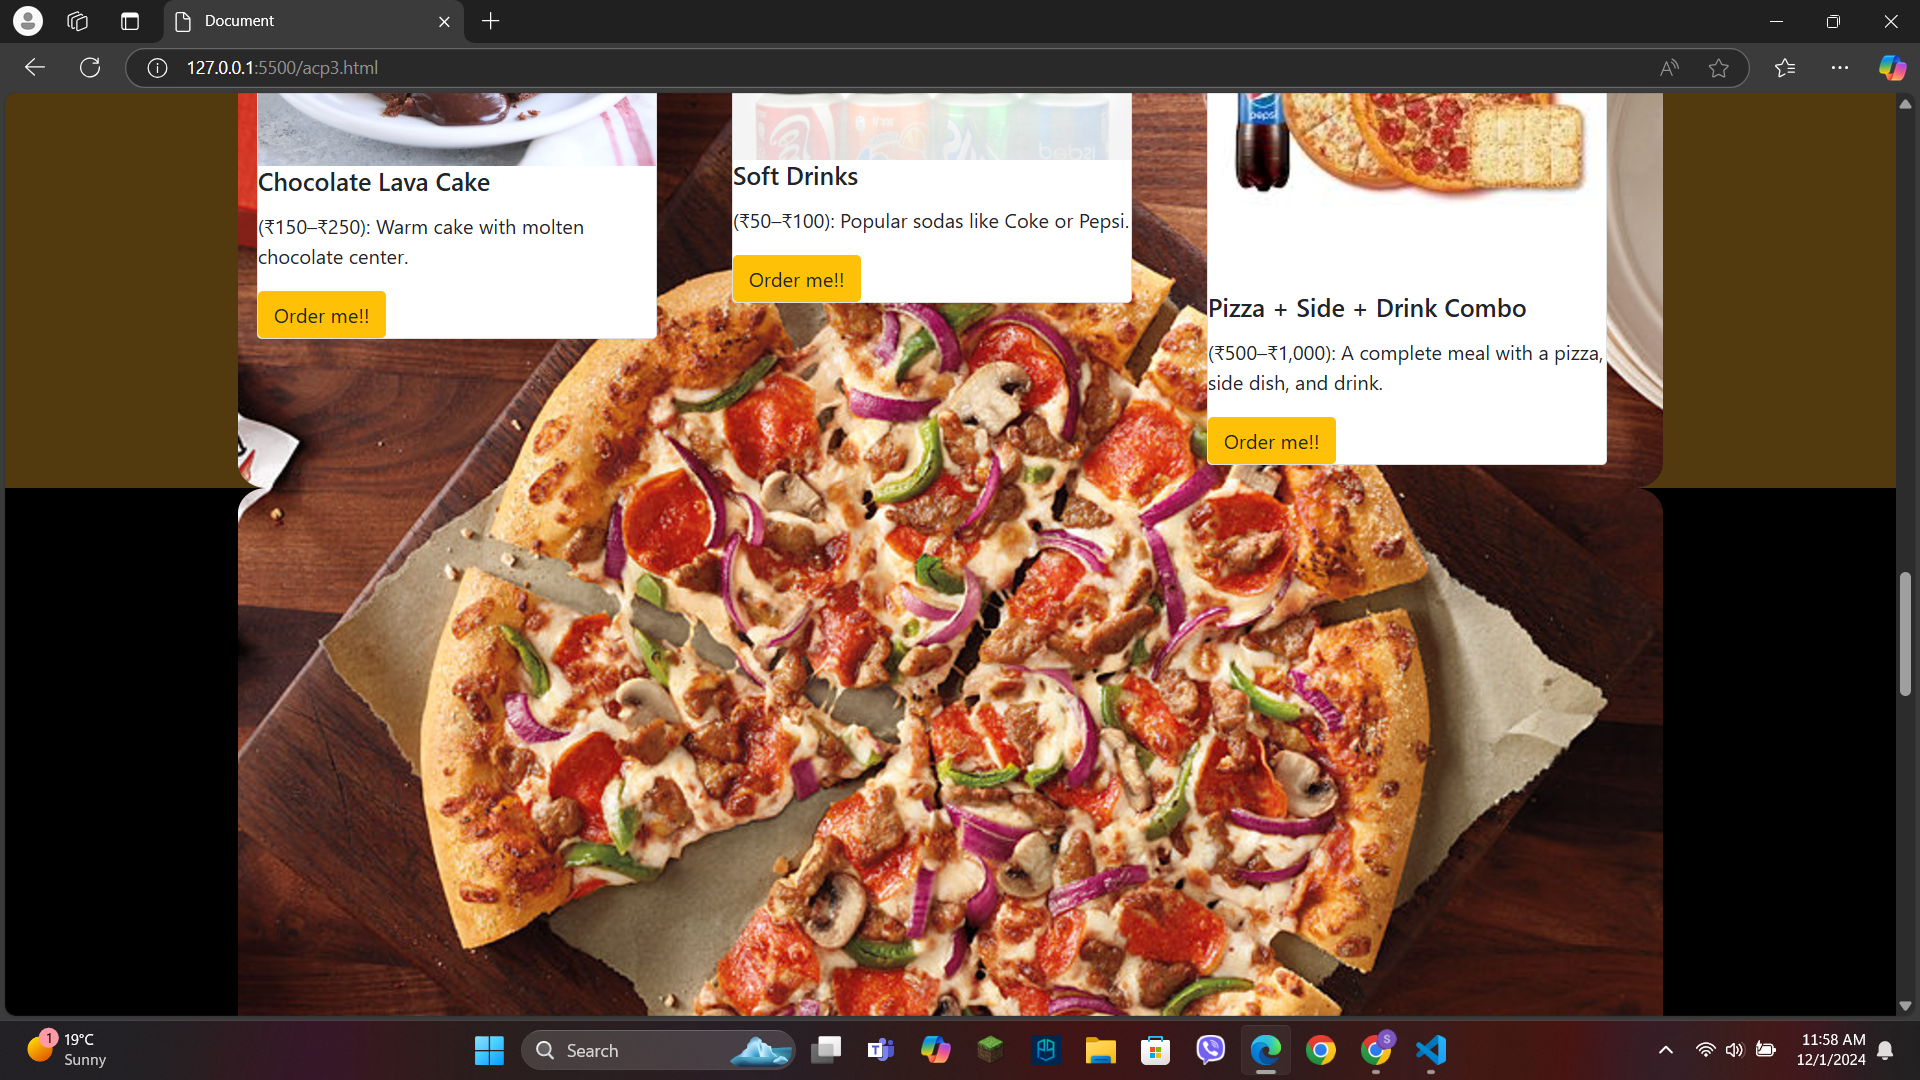 Document
127.0.0.1:5500/acp3.html
pepsi
Chocolate Lava Cake
(₹150–₹250): Warm cake with molten
chocolate center.
Order me!!
Soft Drinks
(₹50–₹100): Popular sodas like Coke or Pepsi.
Order me!!
Pizza + Side + Drink Combo
(₹500–₹1,000): A complete meal with a pizza,
side dish, and drink.
Order me!!
1
19°C
Sunny
Search
S
11:58 AM
12/1/2024